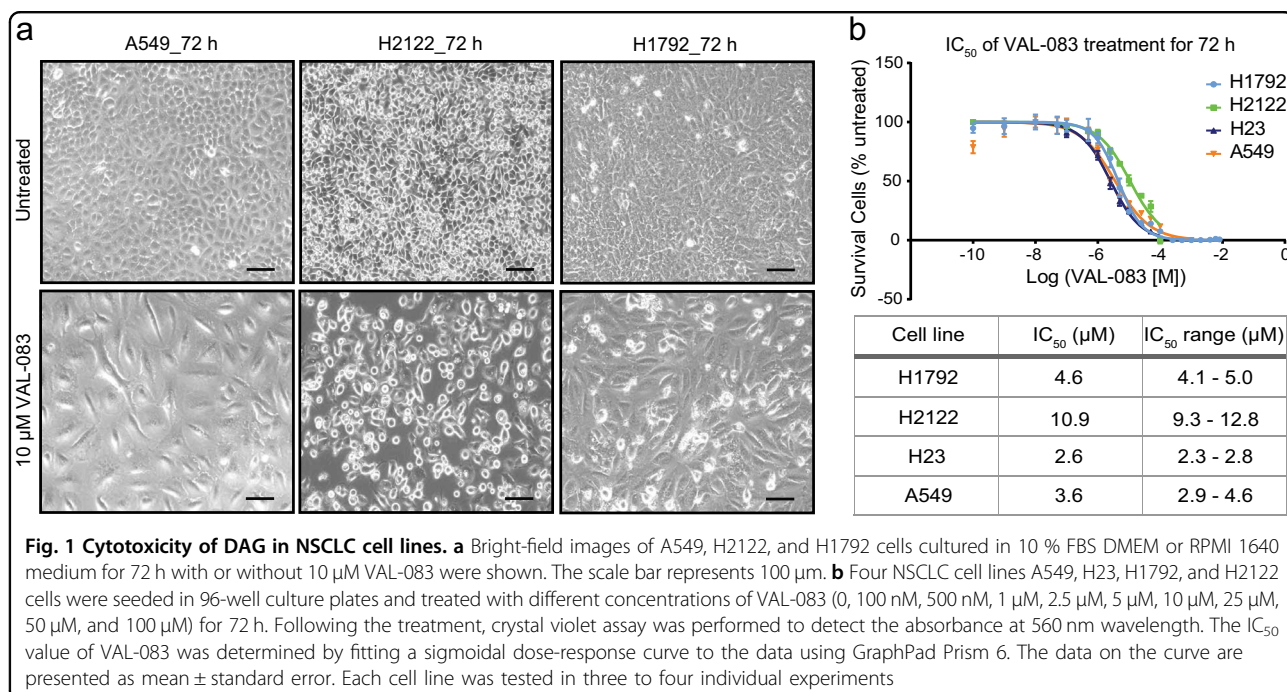 a
A549_72 h
H2122_72 h
H1792_72 h
Untreated
10 µM VAL-083
b
IC50 of VAL-083 treatment for 72 h
H1792
H2122
H23
A549
Survival Cells (% untreated)
150
100
50
0
-50
-10
-8
-6
-4
-2
0
Log (VAL-083 [M])
Cell line IC50 (µM) IC50 range (µM)
H1792 4.6 4.1 - 5.0
H2122 10.9 9.3 - 12.8
H23 2.6 2.3 - 2.8
A549 3.6 2.9 - 4.6
Fig. 1 Cytotoxicity of DAG in NSCLC cell lines. a Bright-field images of A549, H2122, and H1792 cells cultured in 10 % FBS DMEM or RPMI 1640
medium for 72 h with or without 10 µM VAL-083 were shown. The scale bar represents 100 µm. b Four NSCLC cell lines A549, H23, H1792, and H2122
cells were seeded in 96-well culture plates and treated with different concentrations of VAL-083 (0, 100 nM, 500 nM, 1 µM, 2.5 µM, 5 µM, 10 µM, 25 µM,
50 µM, and 100 µM) for 72 h. Following the treatment, crystal violet assay was performed to detect the absorbance at 560 nm wavelength. The IC50
value of VAL-083 was determined by fitting a sigmoidal dose-response curve to the data using GraphPad Prism 6. The data on the curve are
presented as mean ± standard error. Each cell line was tested in three to four individual experiments